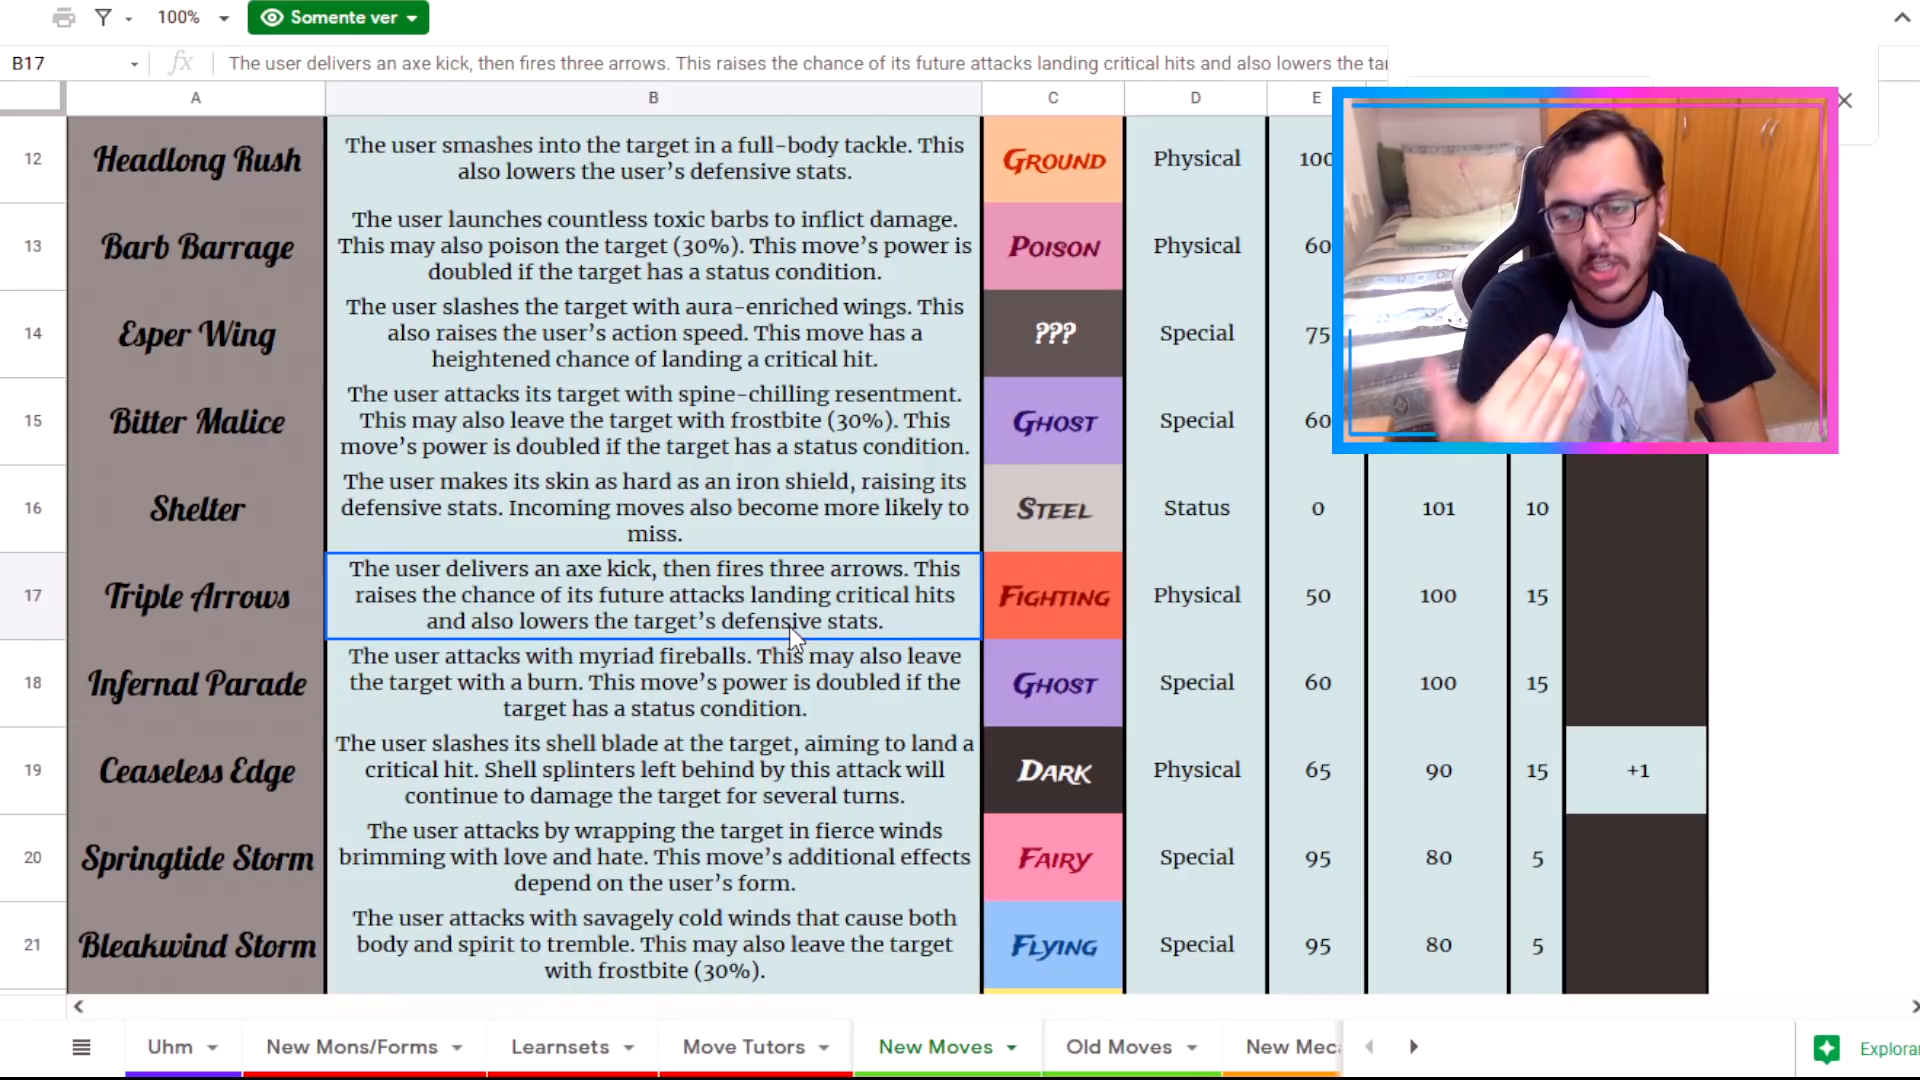 100%
Somente ver
B17
fx
The user delivers an axe kick, then fires three arrows. This raises the chance of its future attacks landing critical hits and also lowers the
A
B
C
D
E
12
Headlong Rush
The user smashes into the target in a full-body tackle. This
also lowers the user's defensive stats.
Ground
Physical
100
13
Barb Barrage
The user launches countless toxic barbs to inflict damage.
This may also poison the target (30%). This move's power is
doubled if the target has a status condition.
Poison
Physical
60
14
Esper Wing
The user slashes the target with aura-enriched wings. This
also raises the user's action speed. This move has a
heightened chance of landing a critical hit.
???
Special
75
15
Bitter Malice
The user attacks its target with spine-chilling resentment.
This may also leave the target with frostbite (30%). This
move's power is doubled if the target has a status condition.
Ghost
Special
60
16
Shelter
The user makes its skin as hard as an iron shield, raising its
defensive stats. Incoming moves also become more likely to
miss.
Steel
Status
0
101
10
17
Triple Arrows
The user delivers an axe kick, then fires three arrows. This
raises the chance of its future attacks landing critical hits
and also lowers the target's defensive stats.
Fighting
Physical
50
100
15
18
Infernal Parade
The user attacks with myriad fireballs. This may also leave
the target with a burn. This move's power is doubled if the
target has a status condition.
Ghost
Special
60
100
15
19
Ceaseless Edge
The user slashes its shell blade at the target, aiming to land a
critical hit. Shell splinters left behind by this attack will
continue to damage the target for several turns.
Dark
Physical
65
90
15
+1
20
Springtide Storm
The user attacks by wrapping the target in fierce winds
brimming with love and hate. This move's additional effects
depend on the user's form.
Fairy
Special
95
80
5
21
Bleakwind Storm
The user attacks with savagely cold winds that cause both
body and spirit to tremble. This may also leave the target
with frostbite (30%).
Flying
Special
95
80
5
Uhm
New Mons/Forms
Learnsets
Move Tutors
New Moves
Old Moves
New Mec
Explorar